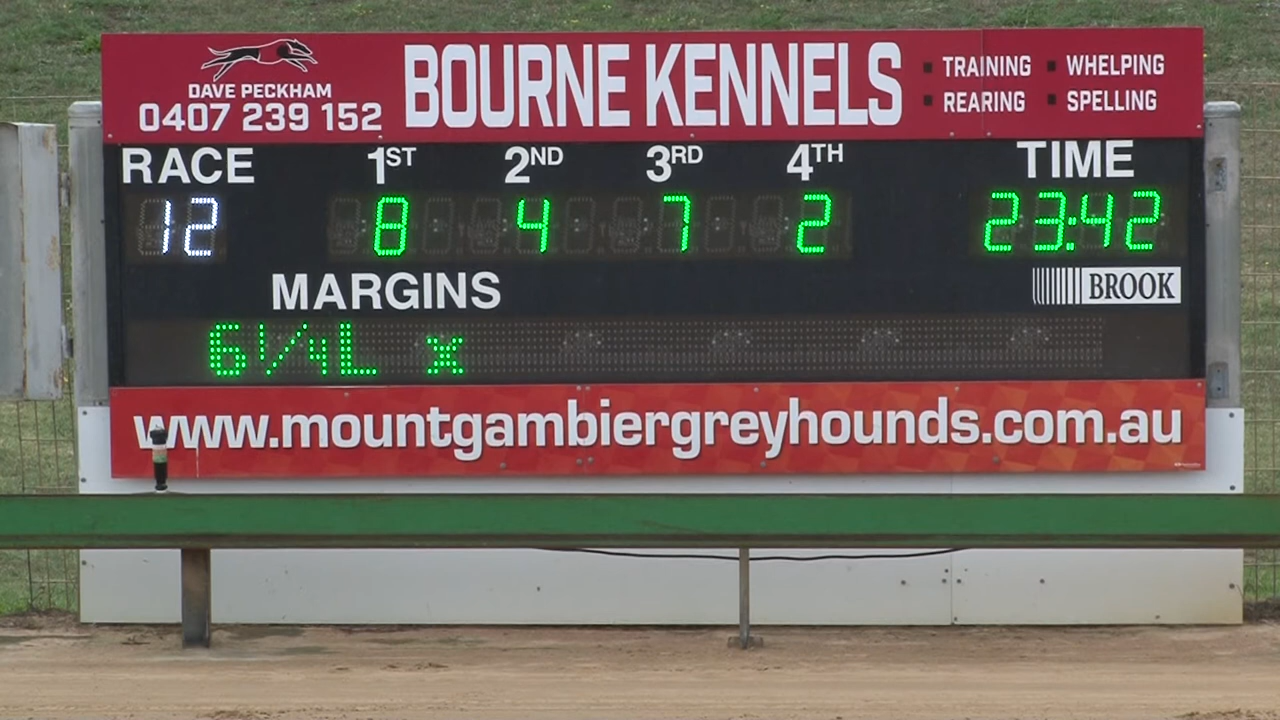 DAVE PECKHAM
0407 239 152
BOURNE KENNELS
TRAINING
WHELPING
REARING
SPELLING
RACE 1ST 2ND 3RD 4TH TIME
12 8 4 7 2 23:42
MARGINS
BROOK
6¼L x
www.mountgambiergreyhounds.com.au